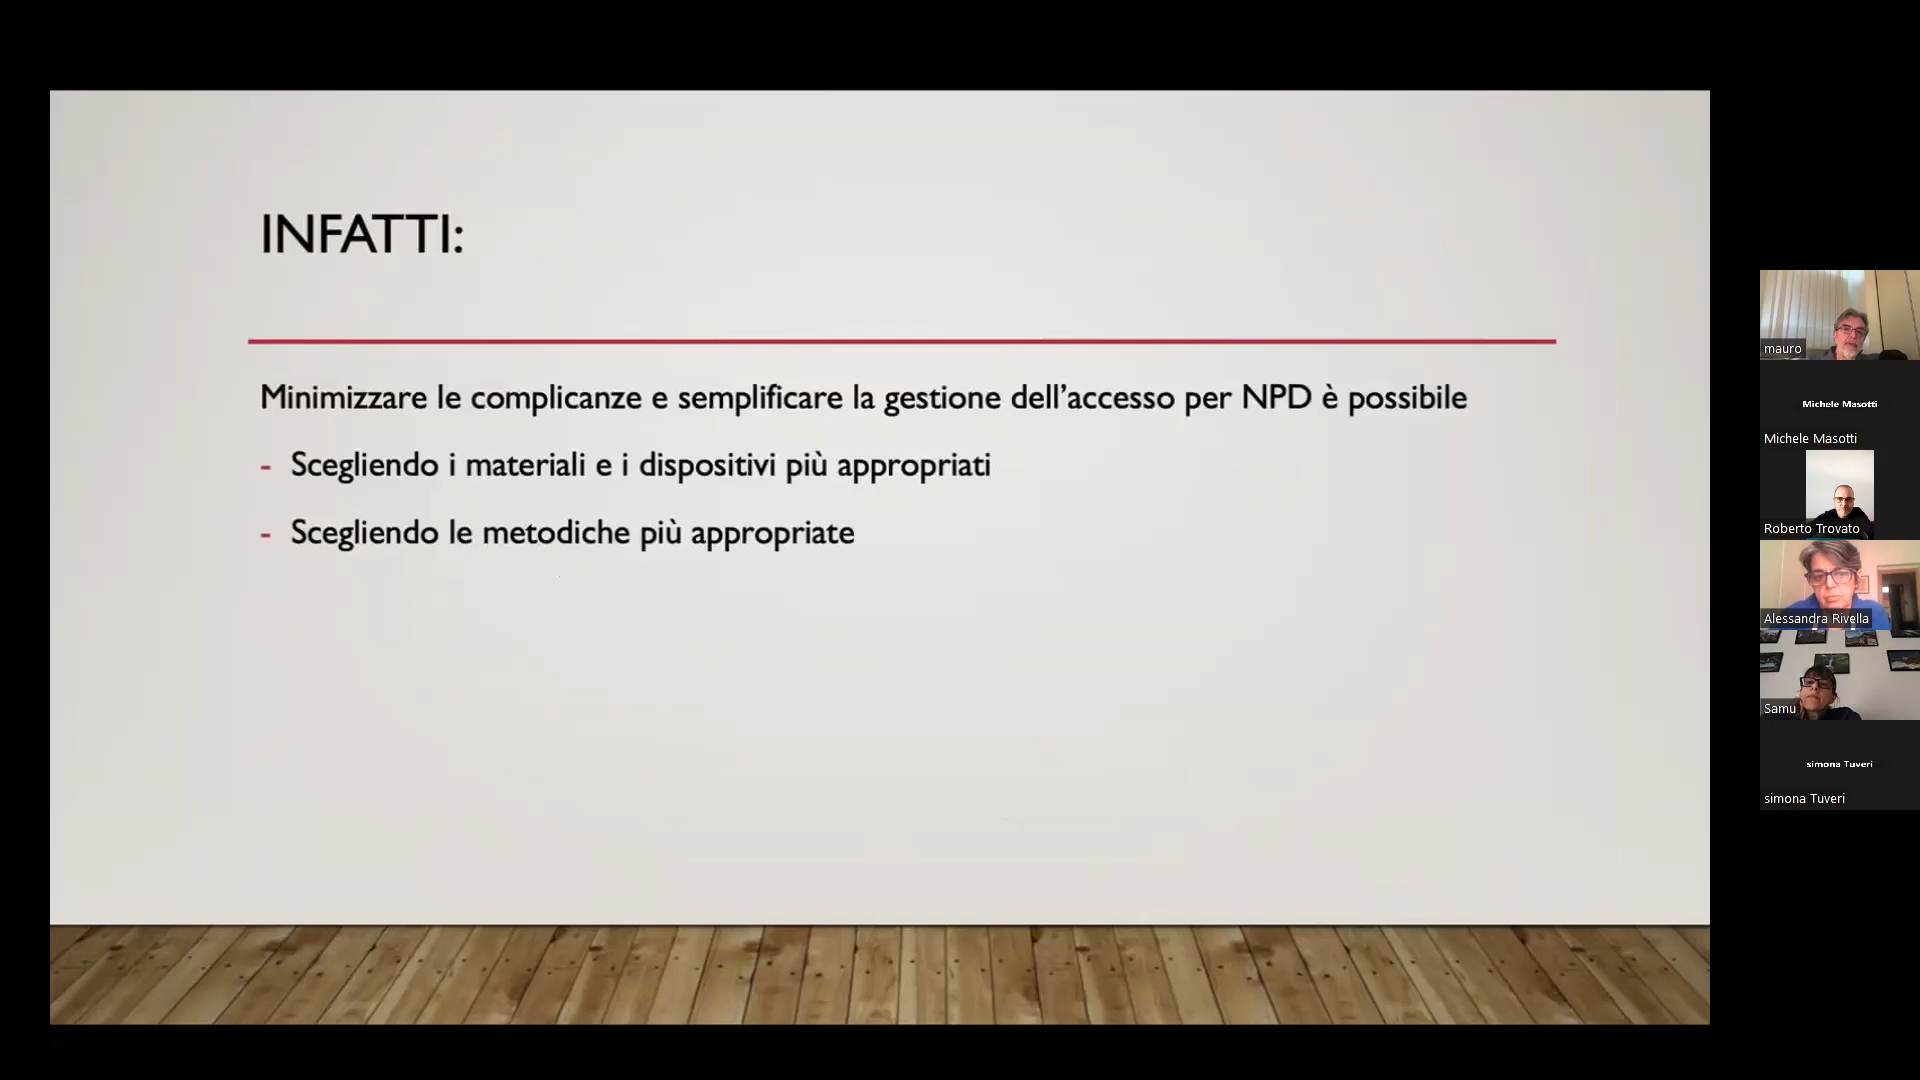 INFATTI:
Minimizzare le complicanze e semplificare la gestione dell’accesso per NPD è possibile
- Scegliendo i materiali e i dispositivi più appropriati
- Scegliendo le metodiche più appropriate
mauro
Michele Masotti
Michele Masotti
Roberto Trovato
Alessandra Rivella
Samu
simona Tuveri
simona Tuveri